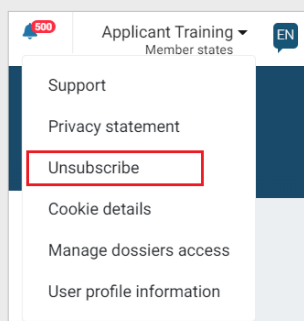 500
Applicant Training
EN
Member states
Support
Privacy statement
Unsubscribe
Cookie details
Manage dossiers access
User profile information